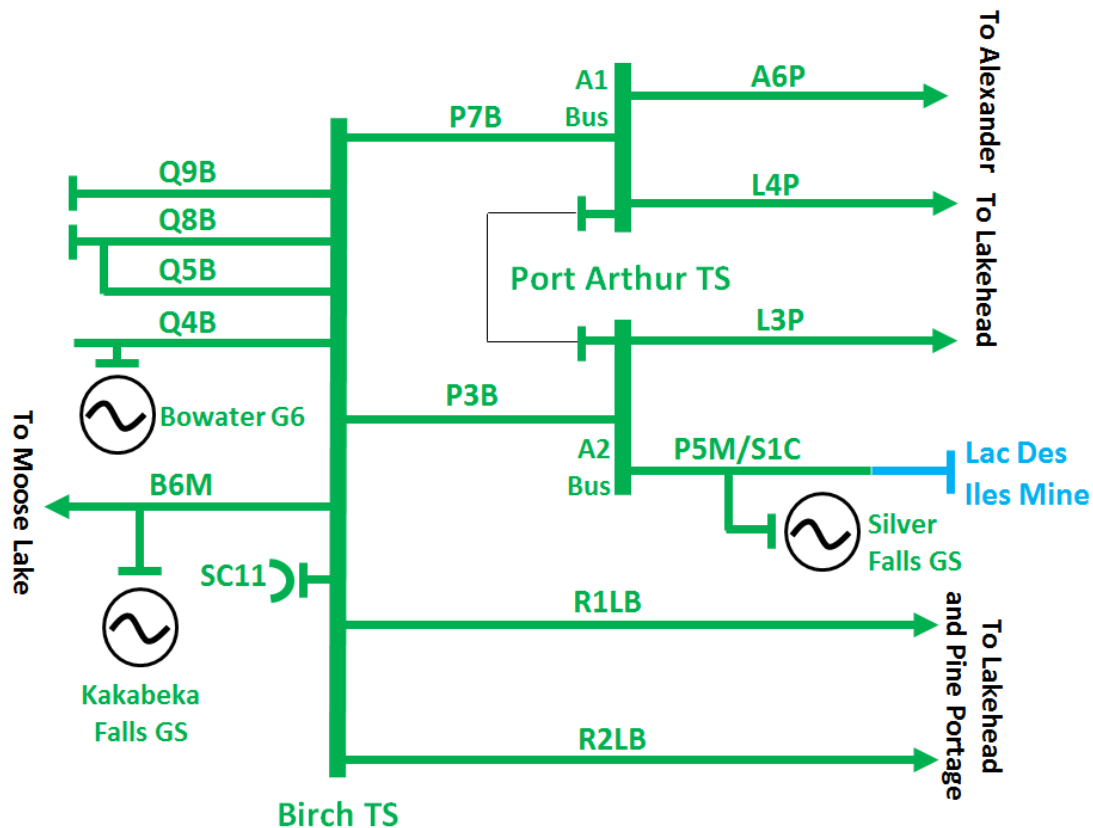 A1
Bus
A6P
To Alexander
P7B
Q9B
L4P
To Lakehead
Q8B
Port Arthur TS
Q5B
Q4B
L3P
Bowater G6
P3B
A2
Bus
P5M/S1C
Lac Des
Iles Mine
To Moose Lake
B6M
Silver
Falls GS
SC11
R1LB
To Lakehead
and Pine Portage
Kakabeka
Falls GS
R2LB
Birch TS